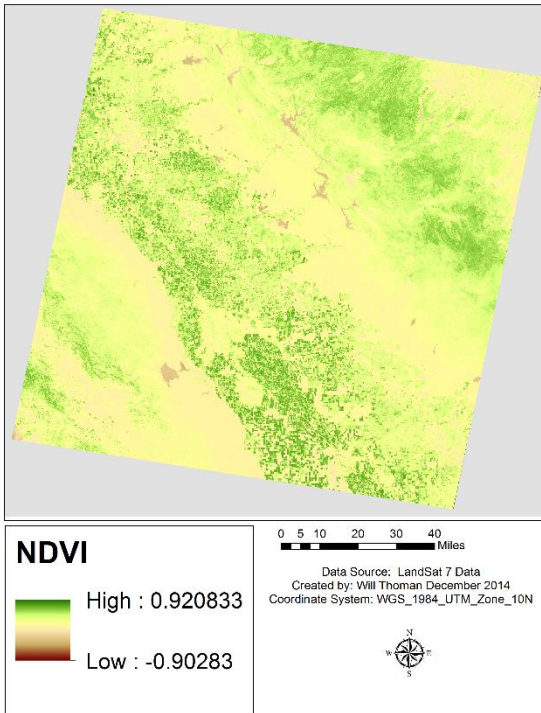 NDVI
High : 0.920833
Low : -0.90283
0 5 10 20 30 40
Miles
Data Source: LandSat 7 Data
Created by: Will Thoman December 2014
Coordinate System: WGS_1984_UTM_Zone_10N
N
W E
S